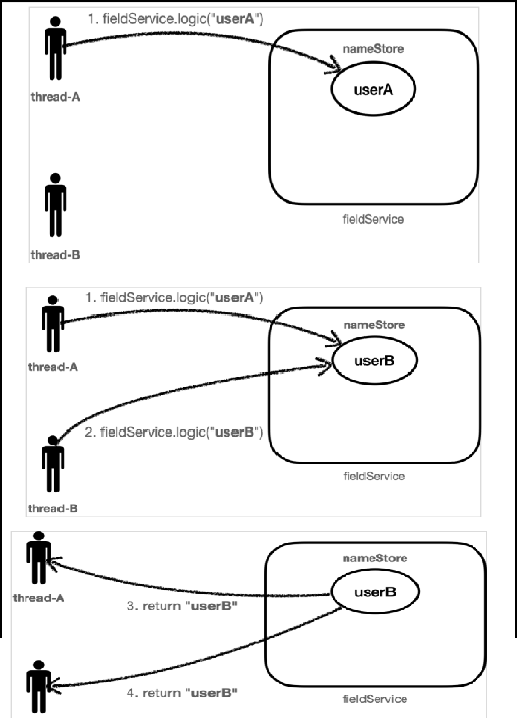 1. fieldService.logic("userA")
nameStore
userA
thread-A
fieldService
thread-B
1. fieldService.logic("userA")
nameStore
userB
thread-A
2. fieldService.logic("userB")
fieldService
thread-B
nameStore
userB
thread-A
3. return "userB"
4. return "userB"
fieldService